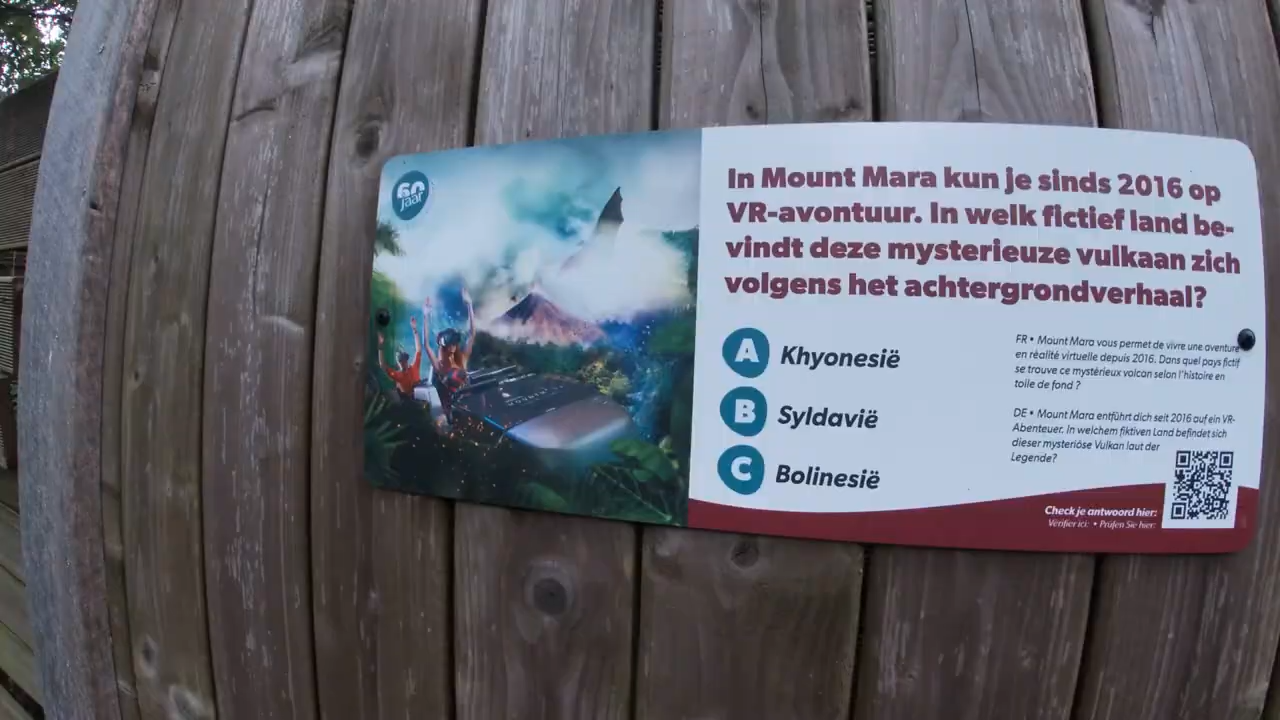 60
jaar
In Mount Mara kun je sinds 2016 op
VR-avontuur. In welk fictief land be-
vindt deze mysterieuze vulkaan zich
volgens het achtergrondverhaal?
A Khyonesië
B Syldavië
C Bolinesië
FR • Mount Mara vous permet de vivre une aventure
en réalité virtuelle depuis 2016. Dans quel pays fictif
se trouve ce mystérieux volcan selon l'histoire en
toile de fond ?
DE • Mount Mara entführt dich seit 2016 auf ein VR-
Abenteuer. In welchem fiktiven Land befindet sich
dieser mysteriöse Vulkan laut der
Legende?
Check je antwoord hier:
Vérifier ici: • Prüfen Sie hier: